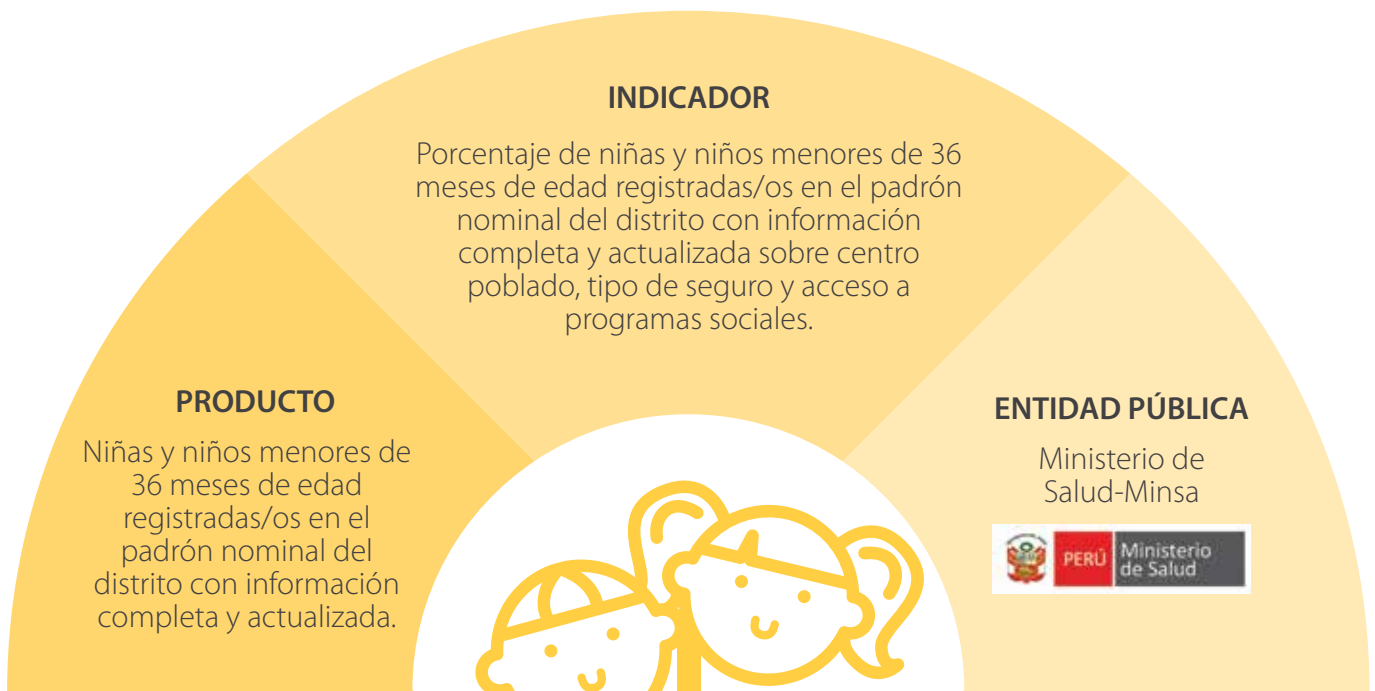 INDICADOR
Porcentaje de niñas y niños menores de 36
meses de edad registradas/os en el padrón
nominal del distrito con información
completa y actualizada sobre centro
poblado, tipo de seguro y acceso a
programas sociales.
PRODUCTO
Niñas y niños menores de
36 meses de edad
registradas/os en el
padrón nominal del
distrito con información
completa y actualizada.
ENTIDAD PÚBLICA
Ministerio de
Salud-Minsa
PERÚ
Ministerio
de Salud